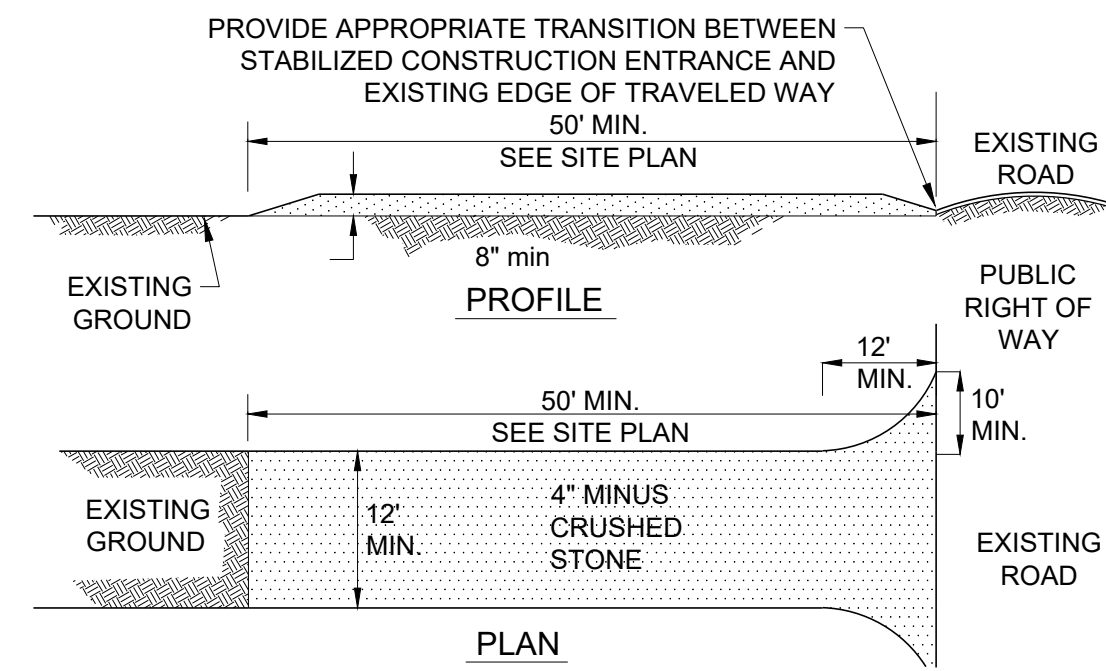 PROVIDE APPROPRIATE TRANSITION BETWEEN
STABILIZED CONSTRUCTION ENTRANCE AND
EXISTING EDGE OF TRAVELED WAY
50' MIN.
SEE SITE PLAN
EXISTING
ROAD
8" min
EXISTING
GROUND
PROFILE
PUBLIC
RIGHT OF
WAY
12'
MIN.
10'
MIN.
50' MIN.
SEE SITE PLAN
EXISTING
GROUND
12'
MIN.
4" MINUS
CRUSHED
STONE
EXISTING
ROAD
PLAN